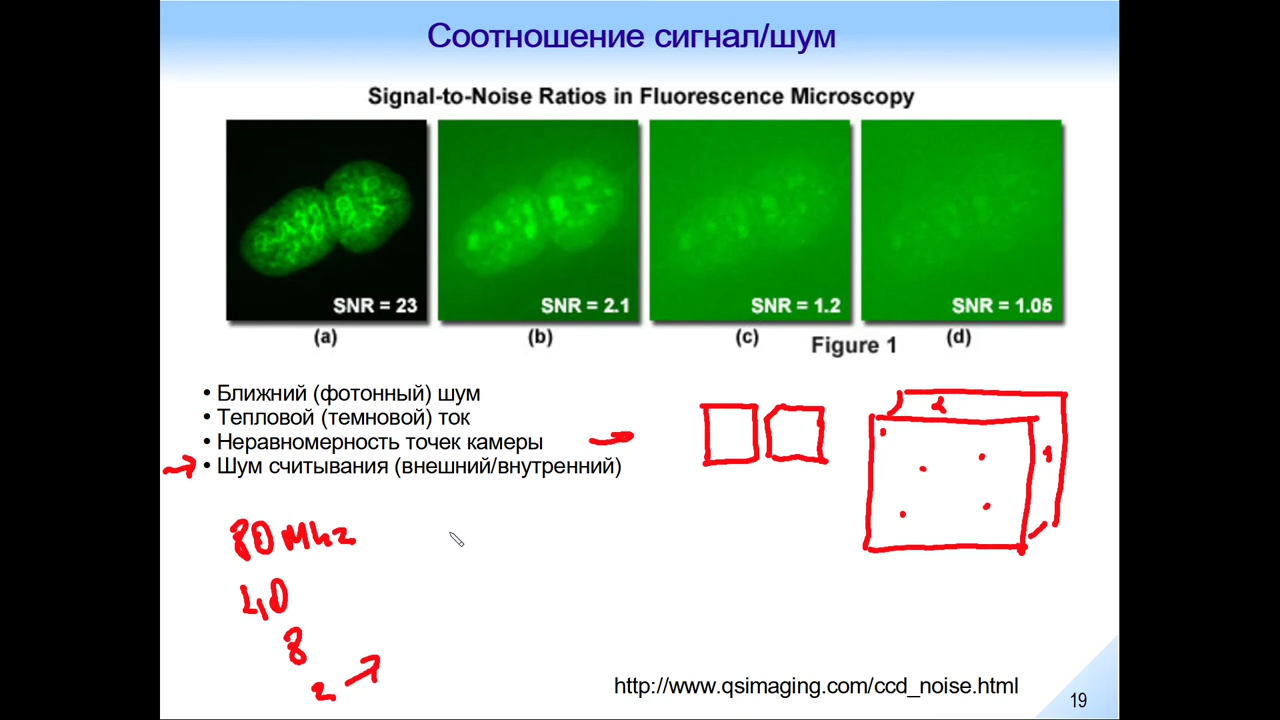 Соотношение сигнал/шум
Signal-to-Noise Ratios in Fluorescence Microscopy
SNR = 23
SNR = 2.1
SNR = 1.2
SNR = 1.05
(a)
(b)
(c)
(d)
Figure 1
• Ближний (фотонный) шум
• Тепловой (темновой) ток
• Неравномерность точек камеры
• Шум считывания (внешний/внутренний)
80 MHz
40
8
2
http://www.qsimaging.com/ccd_noise.html
19